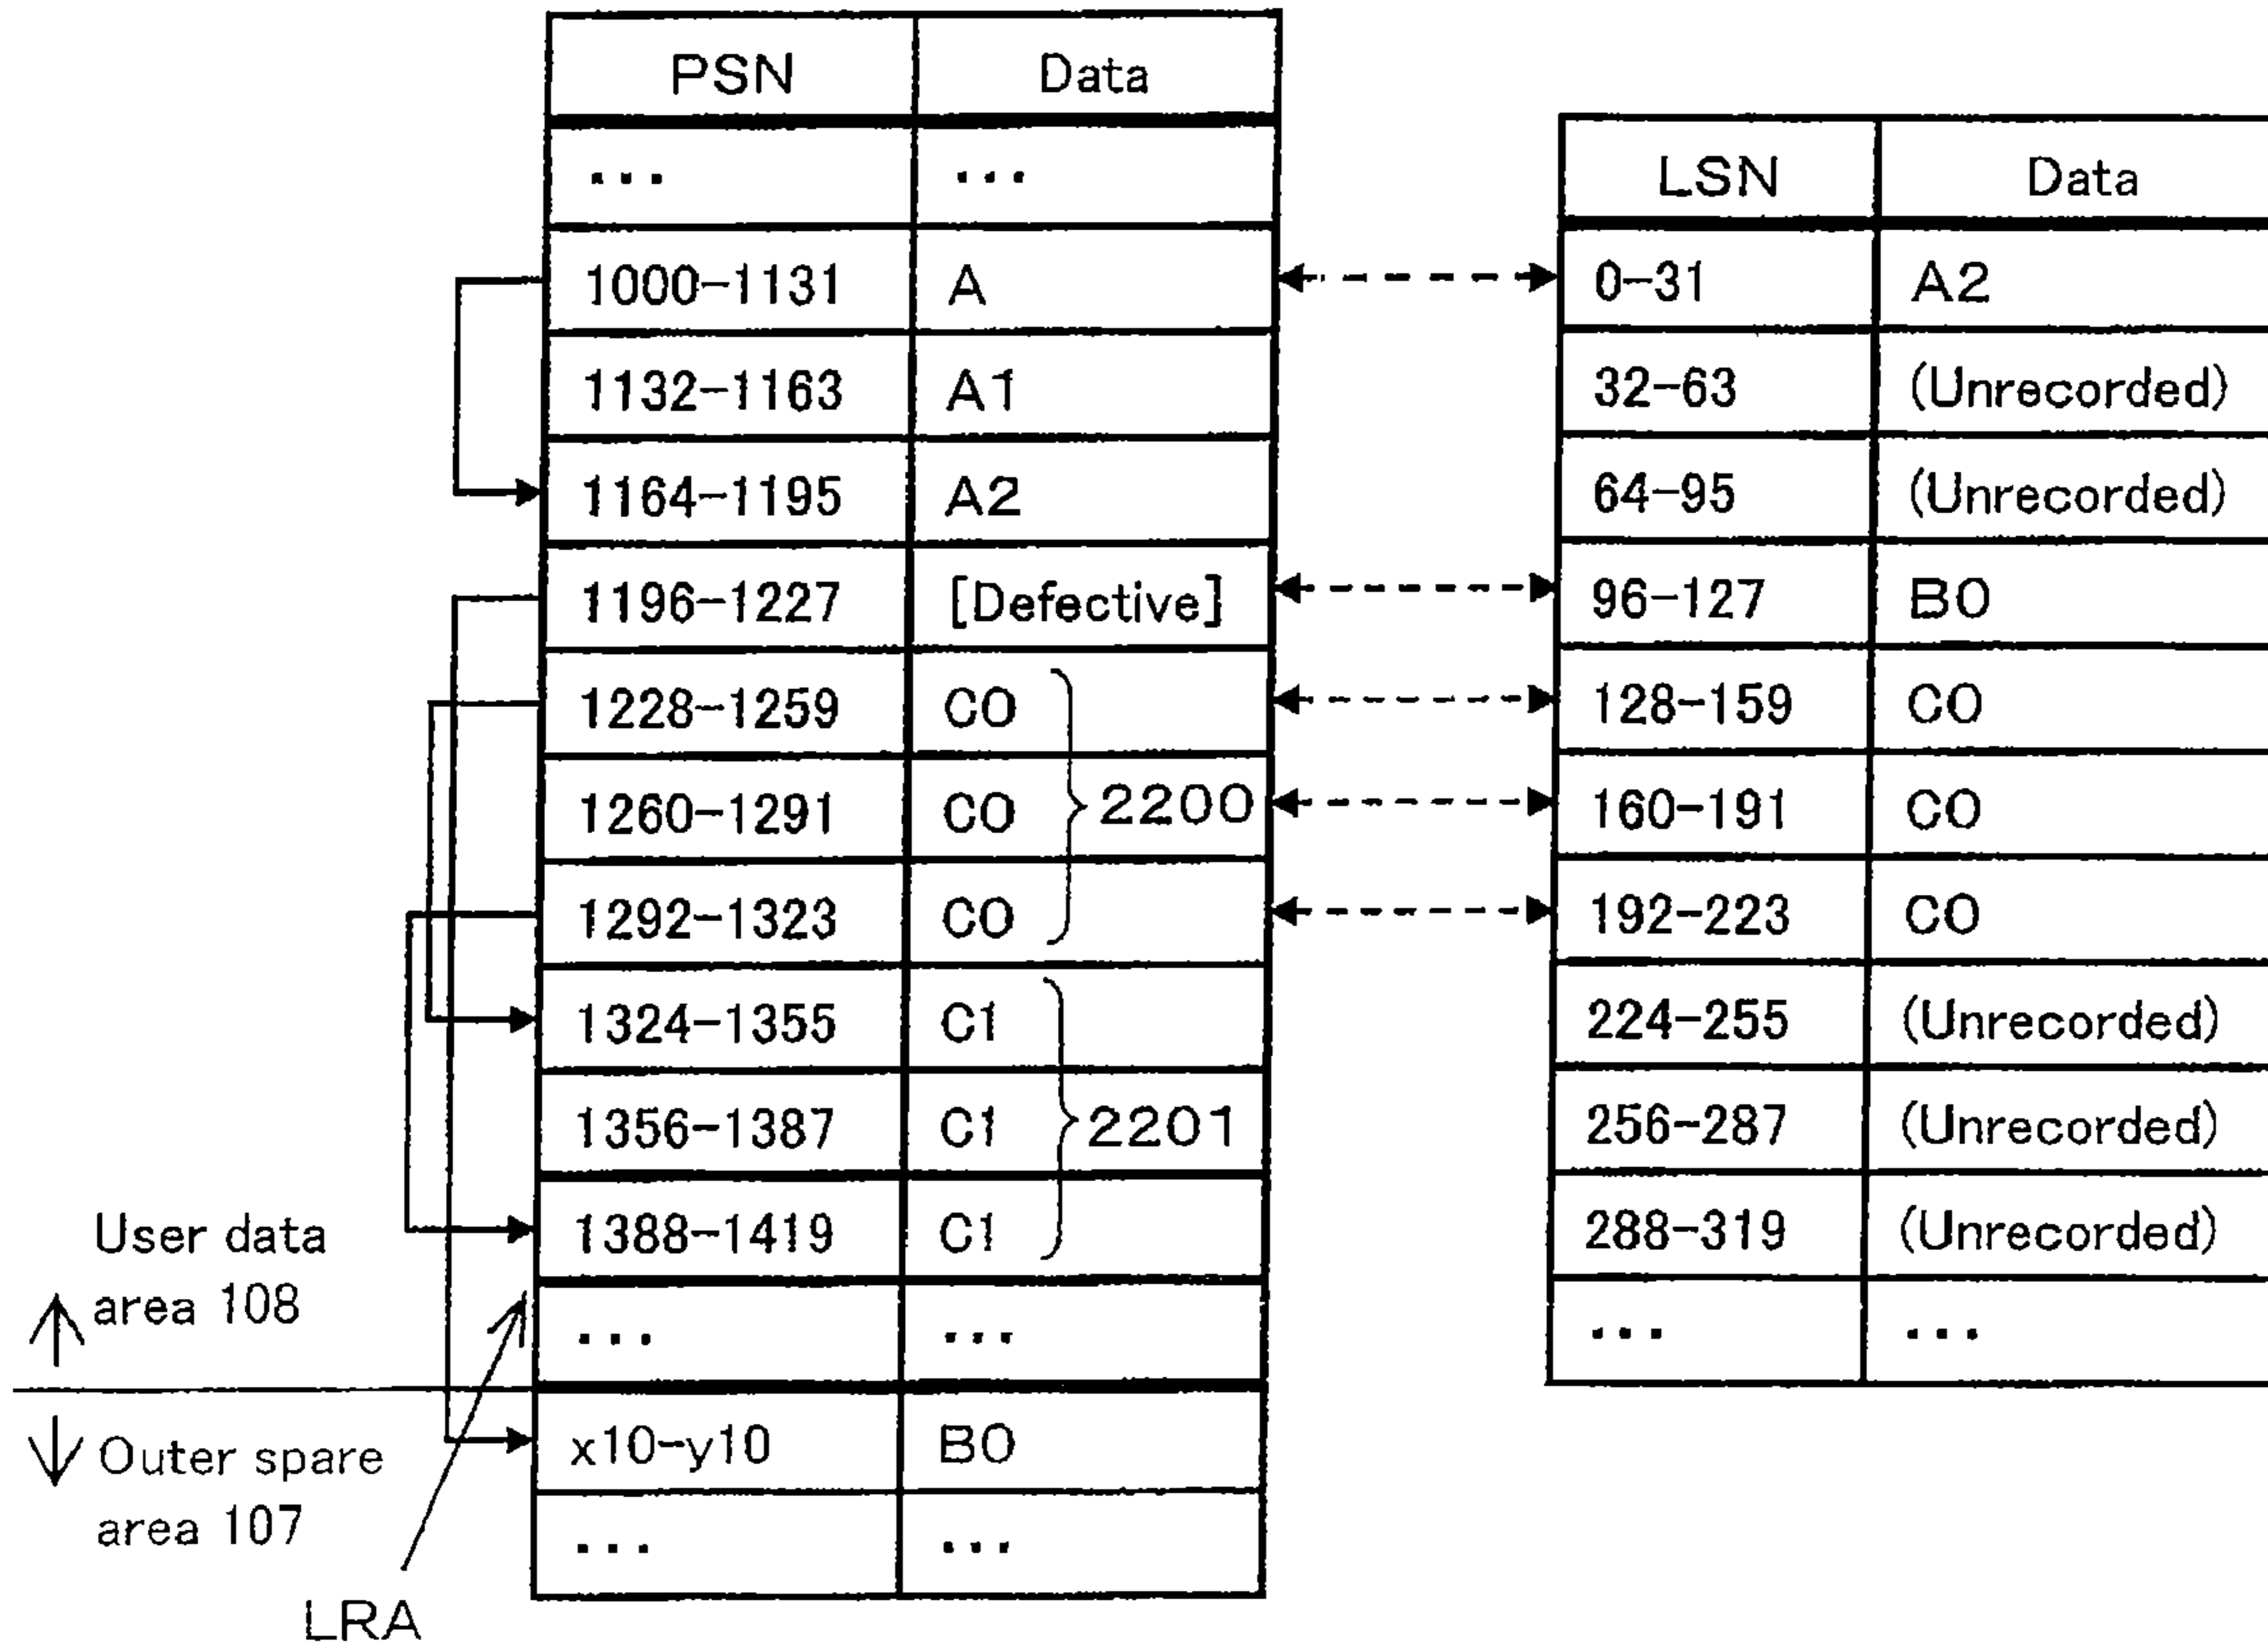 PSN Data
... ...
1000-1131 A
1132-1163 A1
1164-1195 A2
1196-1227 [Defective]
1228-1259 C0
1260-1291 C0
2200
1292-1323 C0
1324-1355 C1
1356-1387 C1
2201
1388-1419 C1
... ...
x10-y10 B0
... ...
LSN Data
0-31 A2
32-63 (Unrecorded)
64-95 (Unrecorded)
96-127 B0
128-159 C0
160-191 C0
192-223 C0
224-255 (Unrecorded)
256-287 (Unrecorded)
288-319 (Unrecorded)
... ...
User data
area 108
Outer spare
area 107
LRA